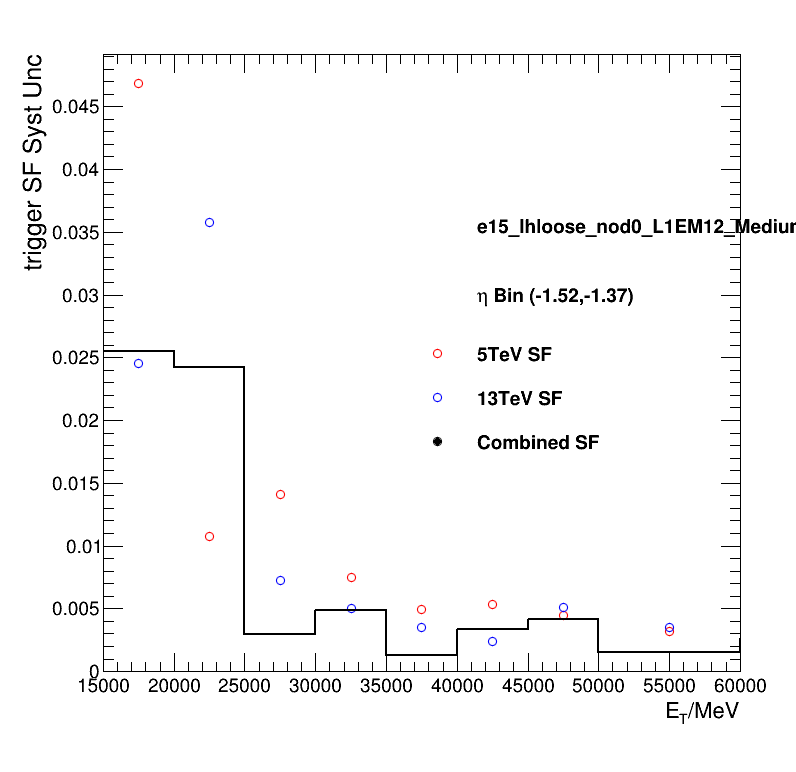 trigger SF Syst Unc
0.045
0.04
0.035
0.03
0.025
0.02
0.015
0.01
0.005
0
e15_lhloose_nod0_L1EM12_Medium
η Bin (-1.52,-1.37)
5TeV SF
13TeV SF
Combined SF
15000 20000 25000 30000 35000 40000 45000 50000 55000 60000
E_T/MeV